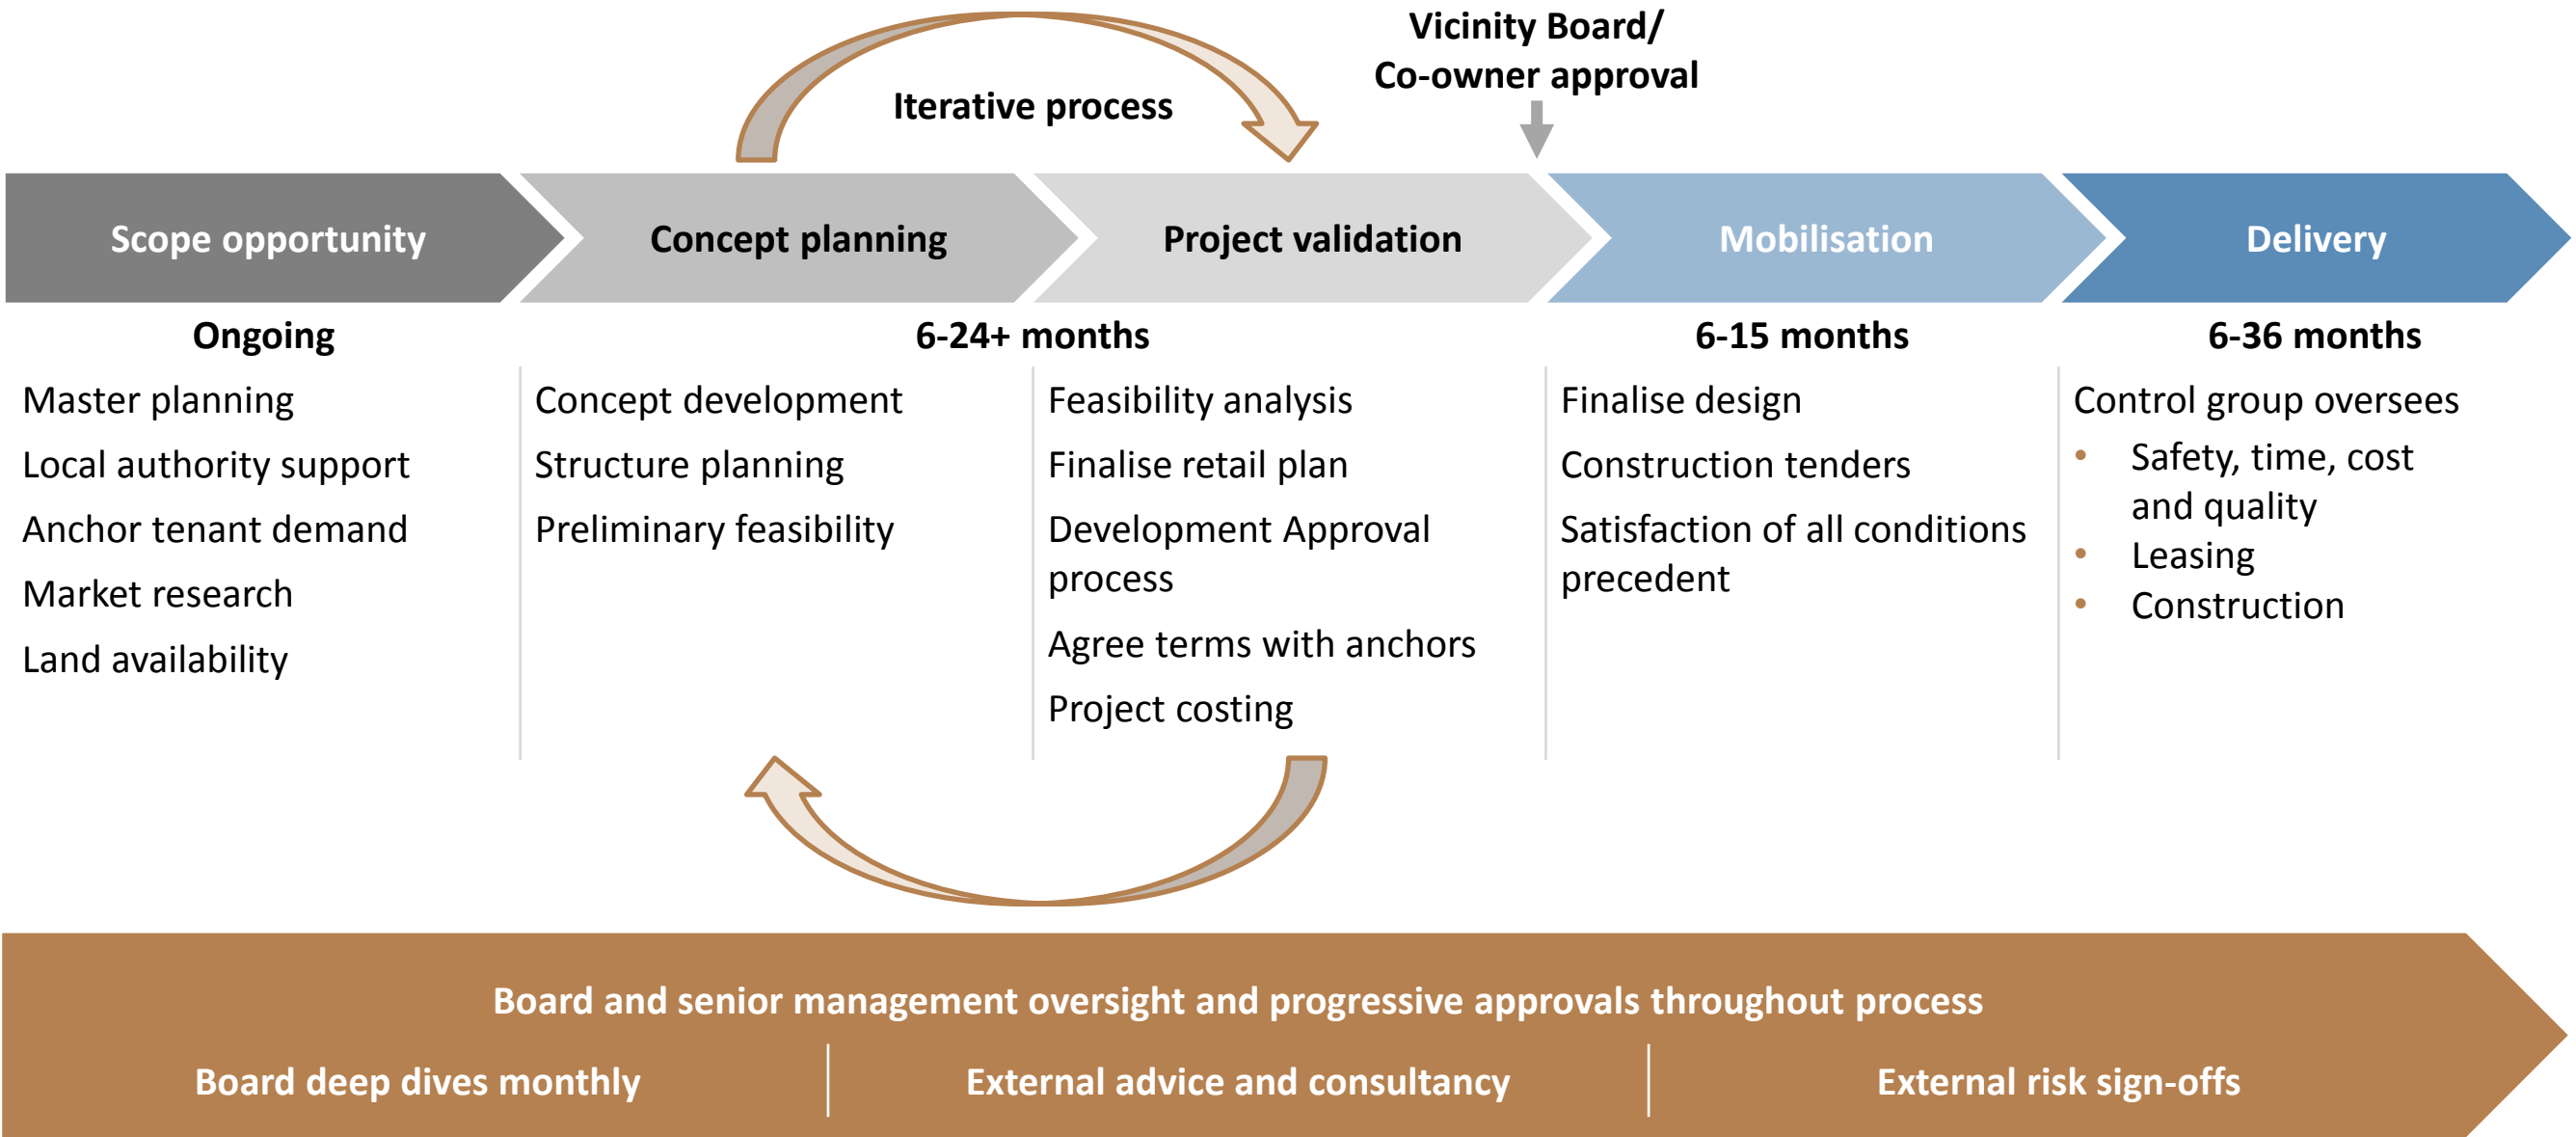 Vicinity Board/
Co-owner approval
Iterative process
Scope opportunity
Concept planning
Project validation
Mobilisation
Delivery
Ongoing
6-24+ months
6-15 months
6-36 months
Master planning
Local authority support
Anchor tenant demand
Market research
Land availability
Concept development
Structure planning
Preliminary feasibility
Feasibility analysis
Finalise retail plan
Development Approval
process
Agree terms with anchors
Project costing
Finalise design
Construction tenders
Satisfaction of all conditions
precedent
Control group oversees
• Safety, time, cost
and quality
• Leasing
• Construction
Board and senior management oversight and progressive approvals throughout process
Board deep dives monthly
External advice and consultancy
External risk sign-offs